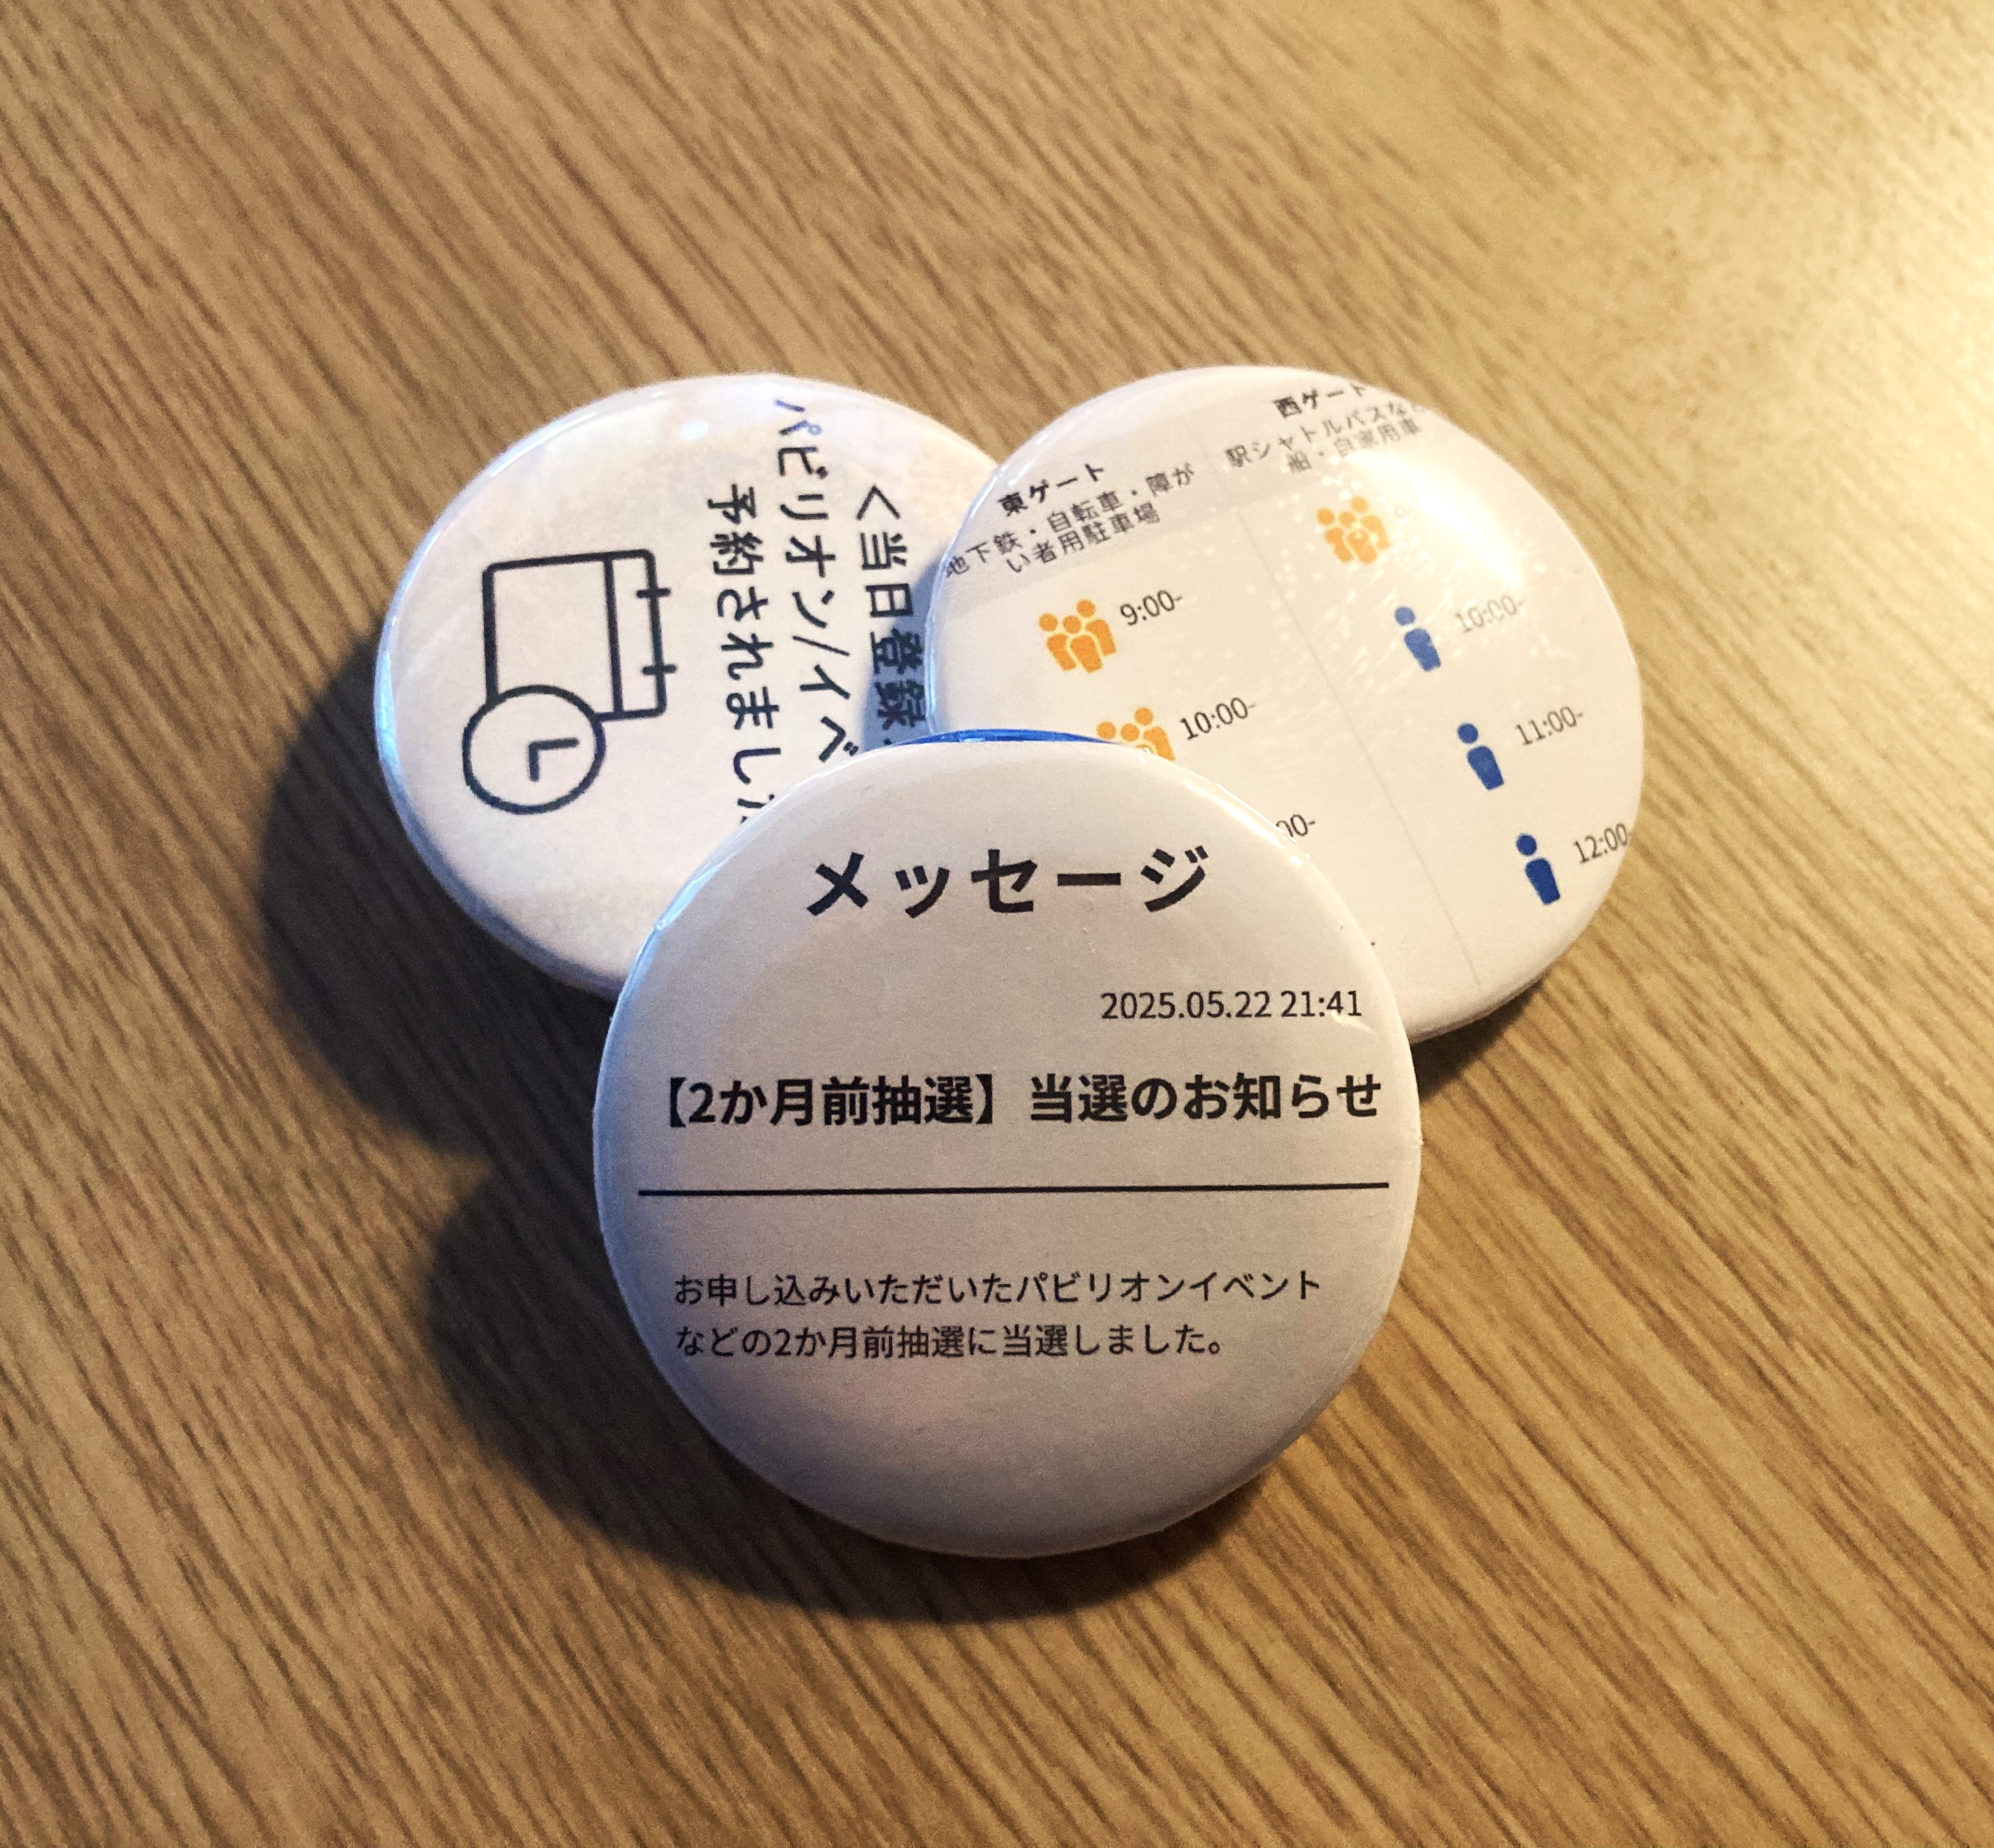 <当日登録
パビリオン/イベ
予約されました
東ゲート
地下鉄・自転車・障が
い者用駐車場
9:00-
10:00-
00-
西ゲート
駅シャトルバスなど
船・自家用車
10:00-
11:00-
12:00-
メッセージ
2025.05.22 21:41
【2か月前抽選】当選のお知らせ
お申し込みいただいたパビリオンイベント
などの2か月前抽選に当選しました。